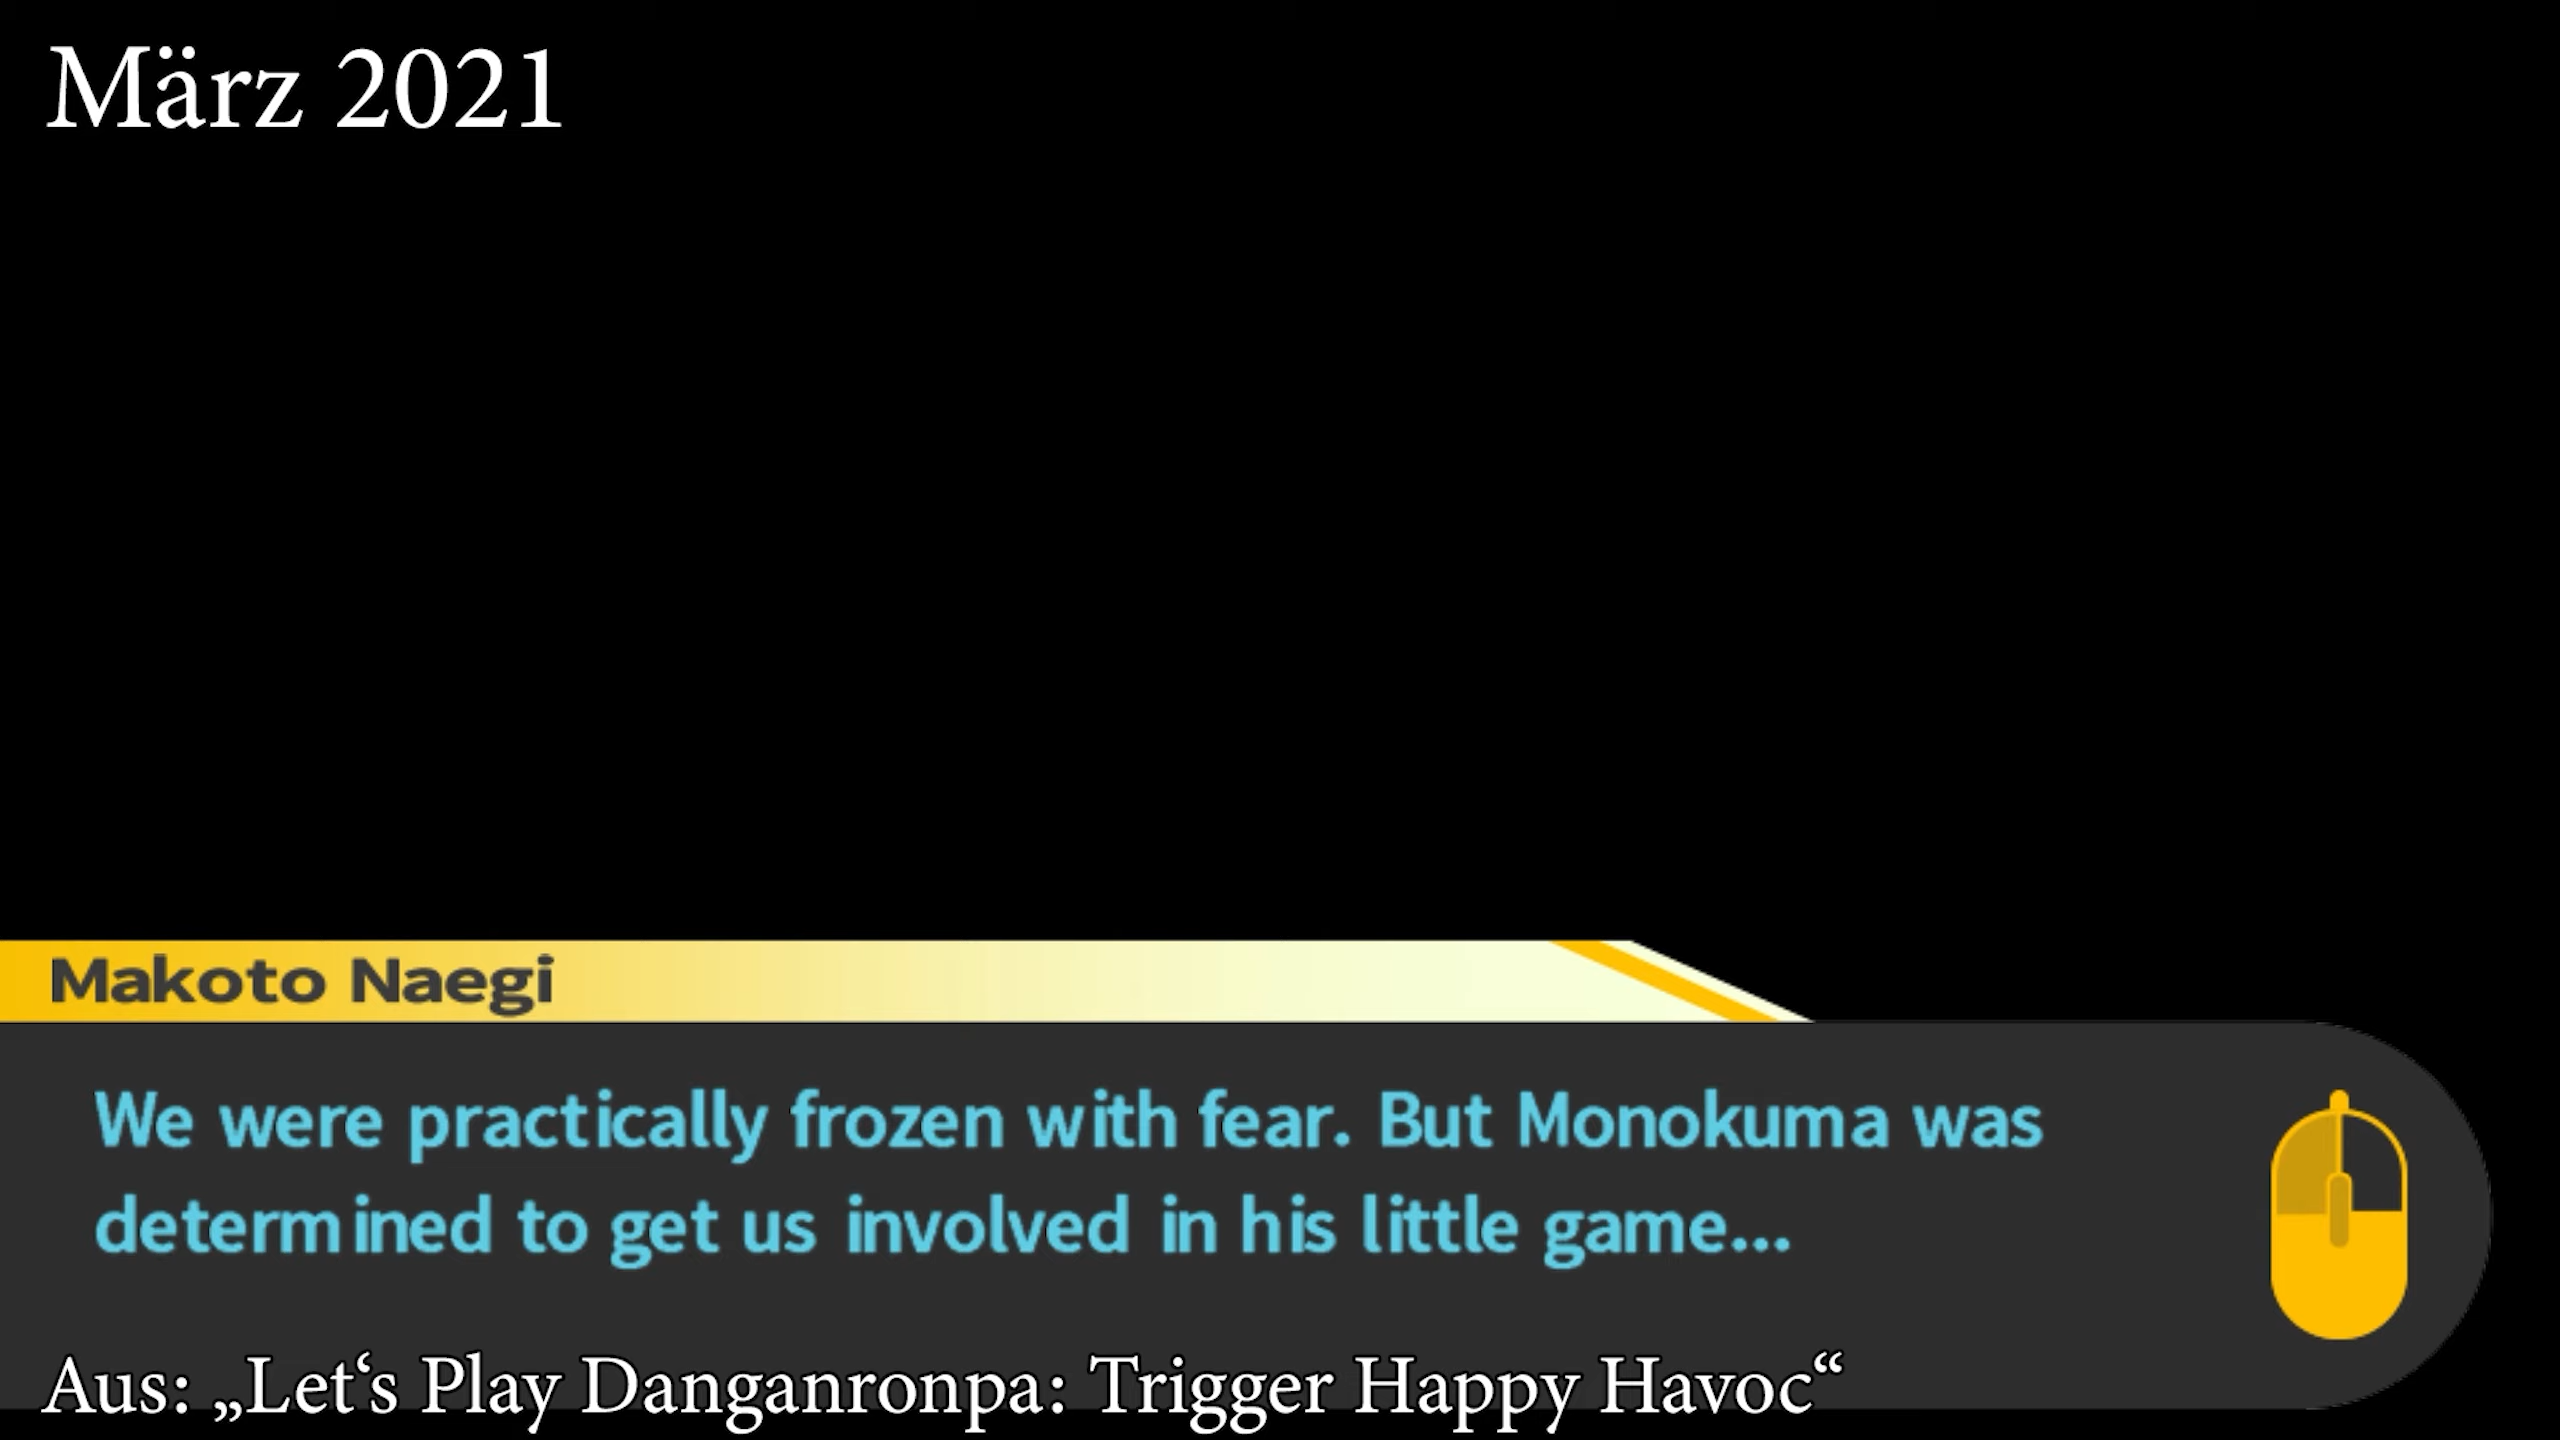 März 2021
Makoto Naegi
We were practically frozen with fear. But Monokuma was
determined to get us involved in his little game...
Aus: „Let‘s Play Danganronpa: Trigger Happy Havoc“